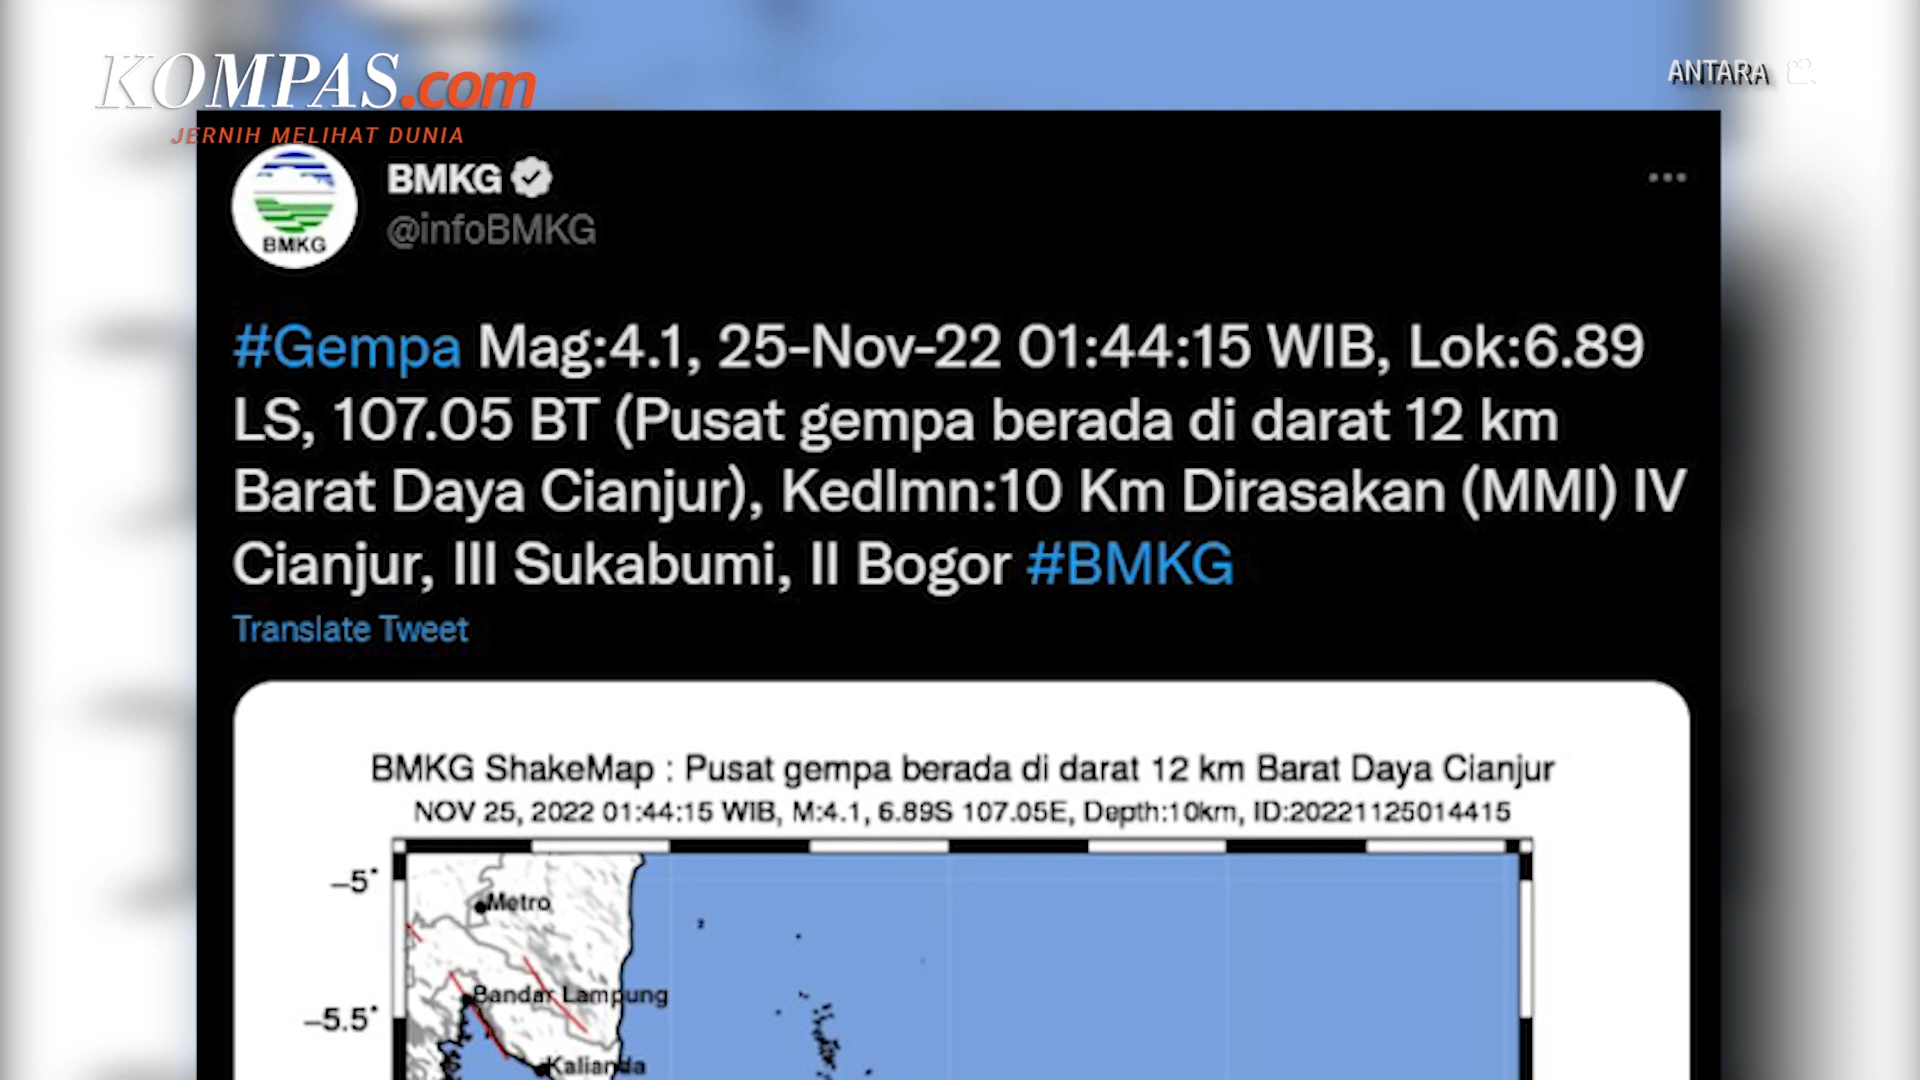 KOMPAS.com
JERNIH MELIHAT DUNIA
ANTARA
BMKG
BMKG
@infoBMKG
#Gempa Mag:4.1, 25-Nov-22 01:44:15 WIB, Lok:6.89
LS, 107.05 BT (Pusat gempa berada di darat 12 km
Barat Daya Cianjur), Kedlmn:10 Km Dirasakan (MMI) IV
Cianjur, III Sukabumi, II Bogor #BMKG
Translate Tweet
BMKG ShakeMap : Pusat gempa berada di darat 12 km Barat Daya Cianjur
NOV 25, 2022 01:44:15 WIB, M:4.1, 6.89S 107.05E, Depth:10km, ID:20221125014415
–5°
Metro
Bandar Lampung
–5.5°
Kalianda